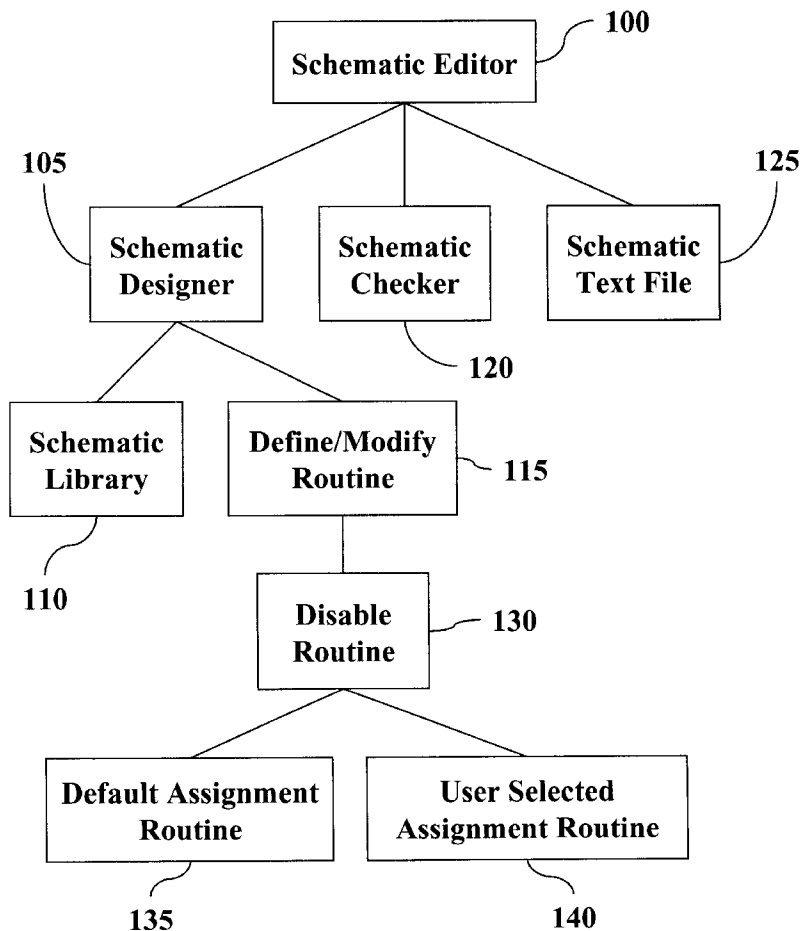 100
Schematic Editor
105
125
Schematic
Designer
Schematic
Checker
Schematic
Text File
120
Schematic
Library
Define/Modify
Routine
115
110
Disable
Routine
130
Default Assignment
Routine
User Selected
Assignment Routine
135
140